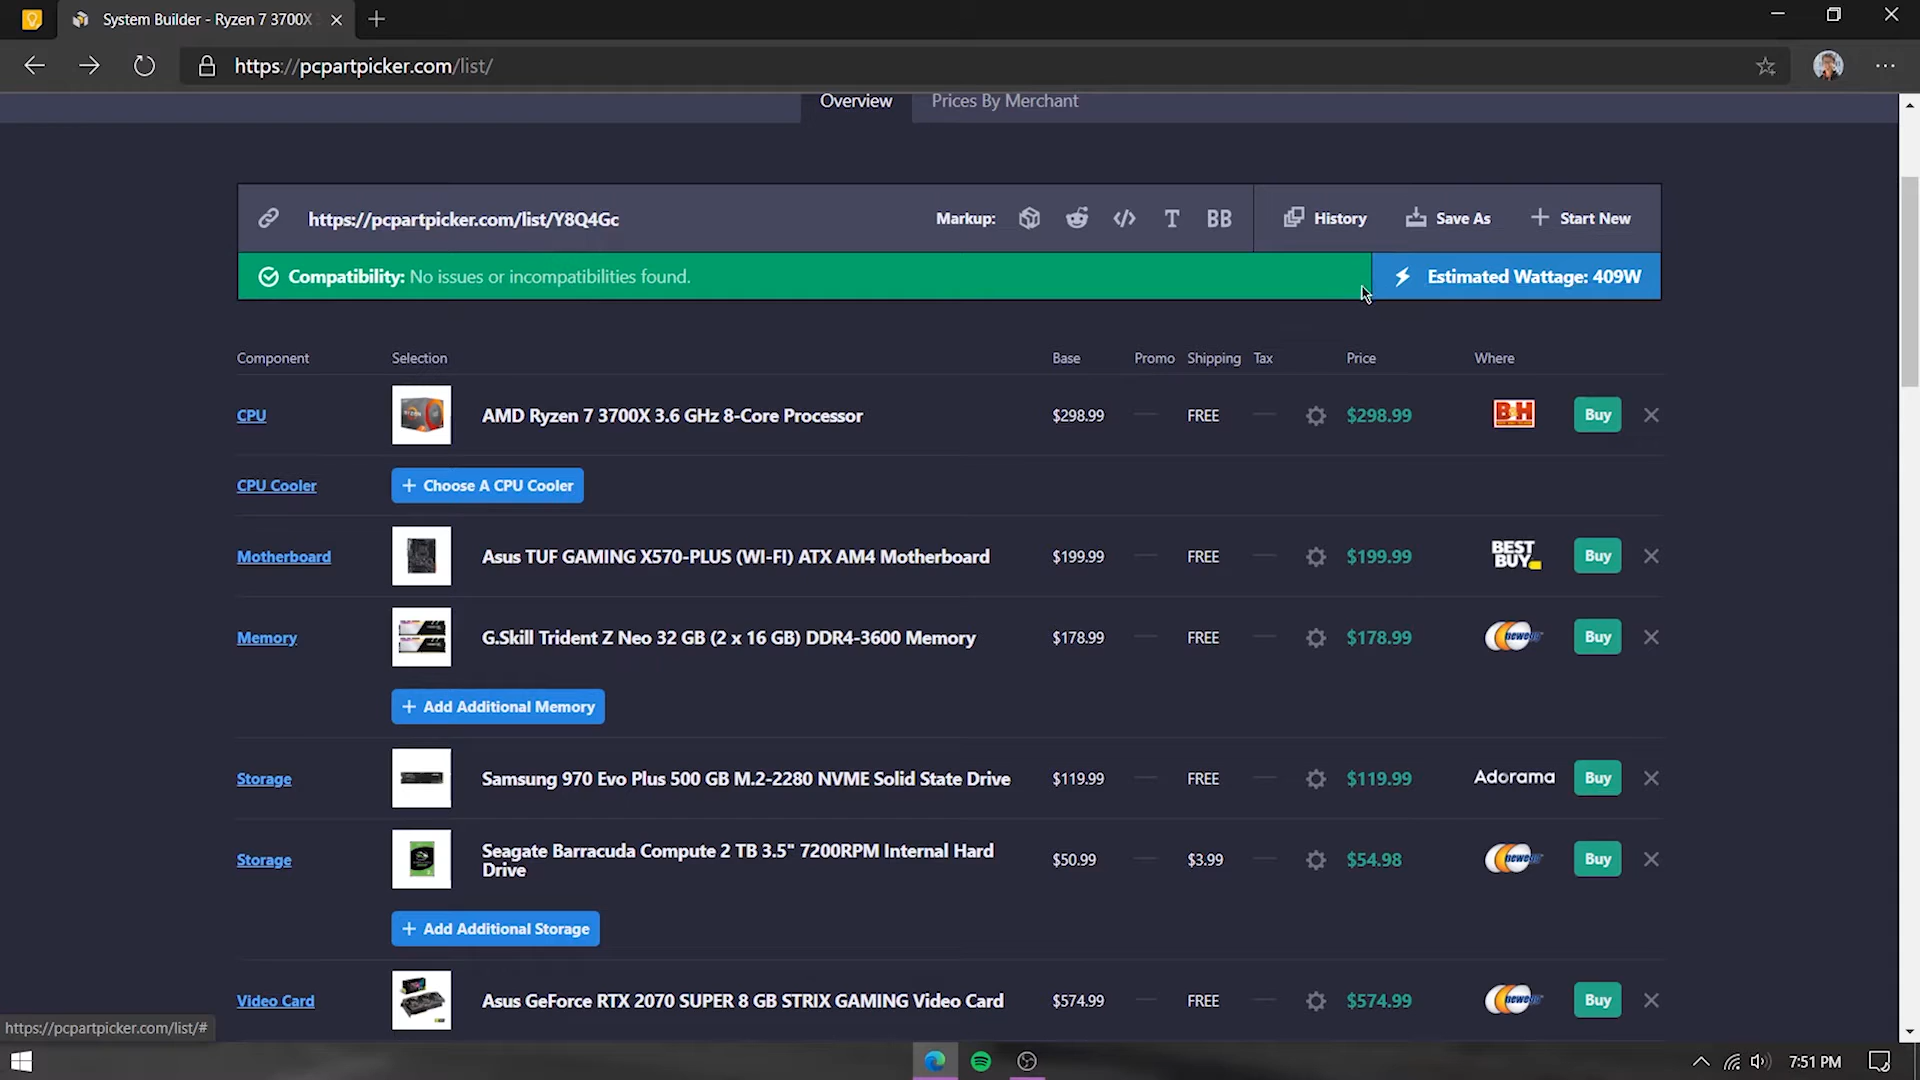 System Builder - Ryzen 7 3700X
https://pcpartpicker.com/list/
Overview
Prices By Merchant
https://pcpartpicker.com/list/Y8Q4Gc
Markup:
T
BB
History
Save As
Start New
Compatibility: No issues or incompatibilities found.
Estimated Wattage: 409W
Component Selection Base Promo Shipping Tax Price Where
CPU AMD Ryzen 7 3700X 3.6 GHz 8-Core Processor $298.99 FREE $298.99 B&H Buy
CPU Cooler + Choose A CPU Cooler
Motherboard Asus TUF GAMING X570-PLUS (WI-FI) ATX AM4 Motherboard $199.99 FREE $199.99 BEST BUY Buy
Memory G.Skill Trident Z Neo 32 GB (2 x 16 GB) DDR4-3600 Memory $178.99 FREE $178.99 newegg Buy
+ Add Additional Memory
Storage Samsung 970 Evo Plus 500 GB M.2-2280 NVME Solid State Drive $119.99 FREE $119.99 Adorama Buy
Storage Seagate Barracuda Compute 2 TB 3.5" 7200RPM Internal Hard
Drive $50.99 $3.99 $54.98 newegg Buy
+ Add Additional Storage
Video Card Asus GeForce RTX 2070 SUPER 8 GB STRIX GAMING Video Card $574.99 FREE $574.99 newegg Buy
https://pcpartpicker.com/list/#
7:51 PM